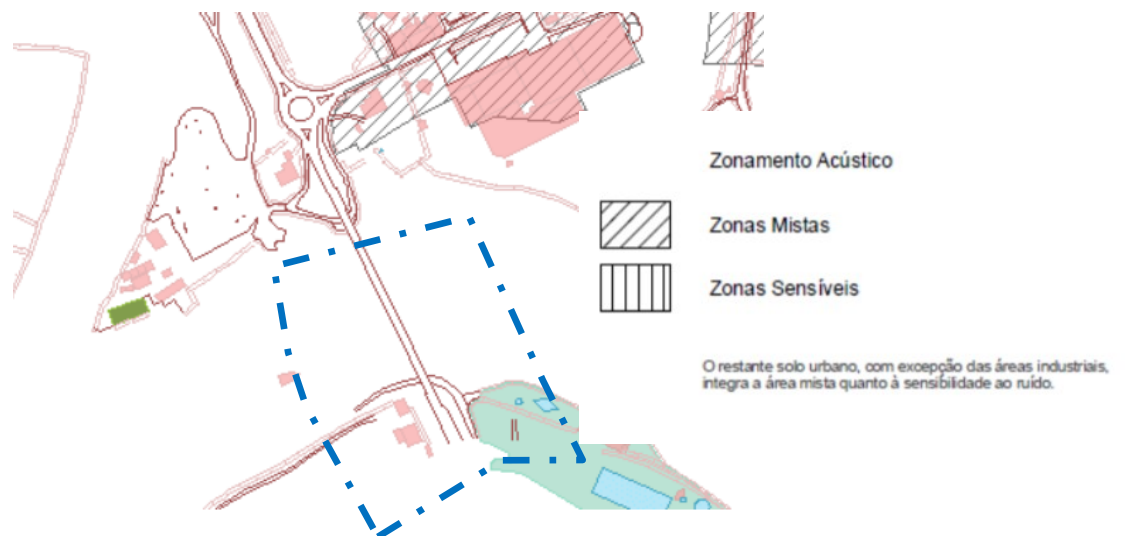 Zonamento Acústico
Zonas Mistas
Zonas Sensíveis
O restante solo urbano, com excepção das áreas industriais,
integra a área mista quanto à sensibilidade ao ruído.